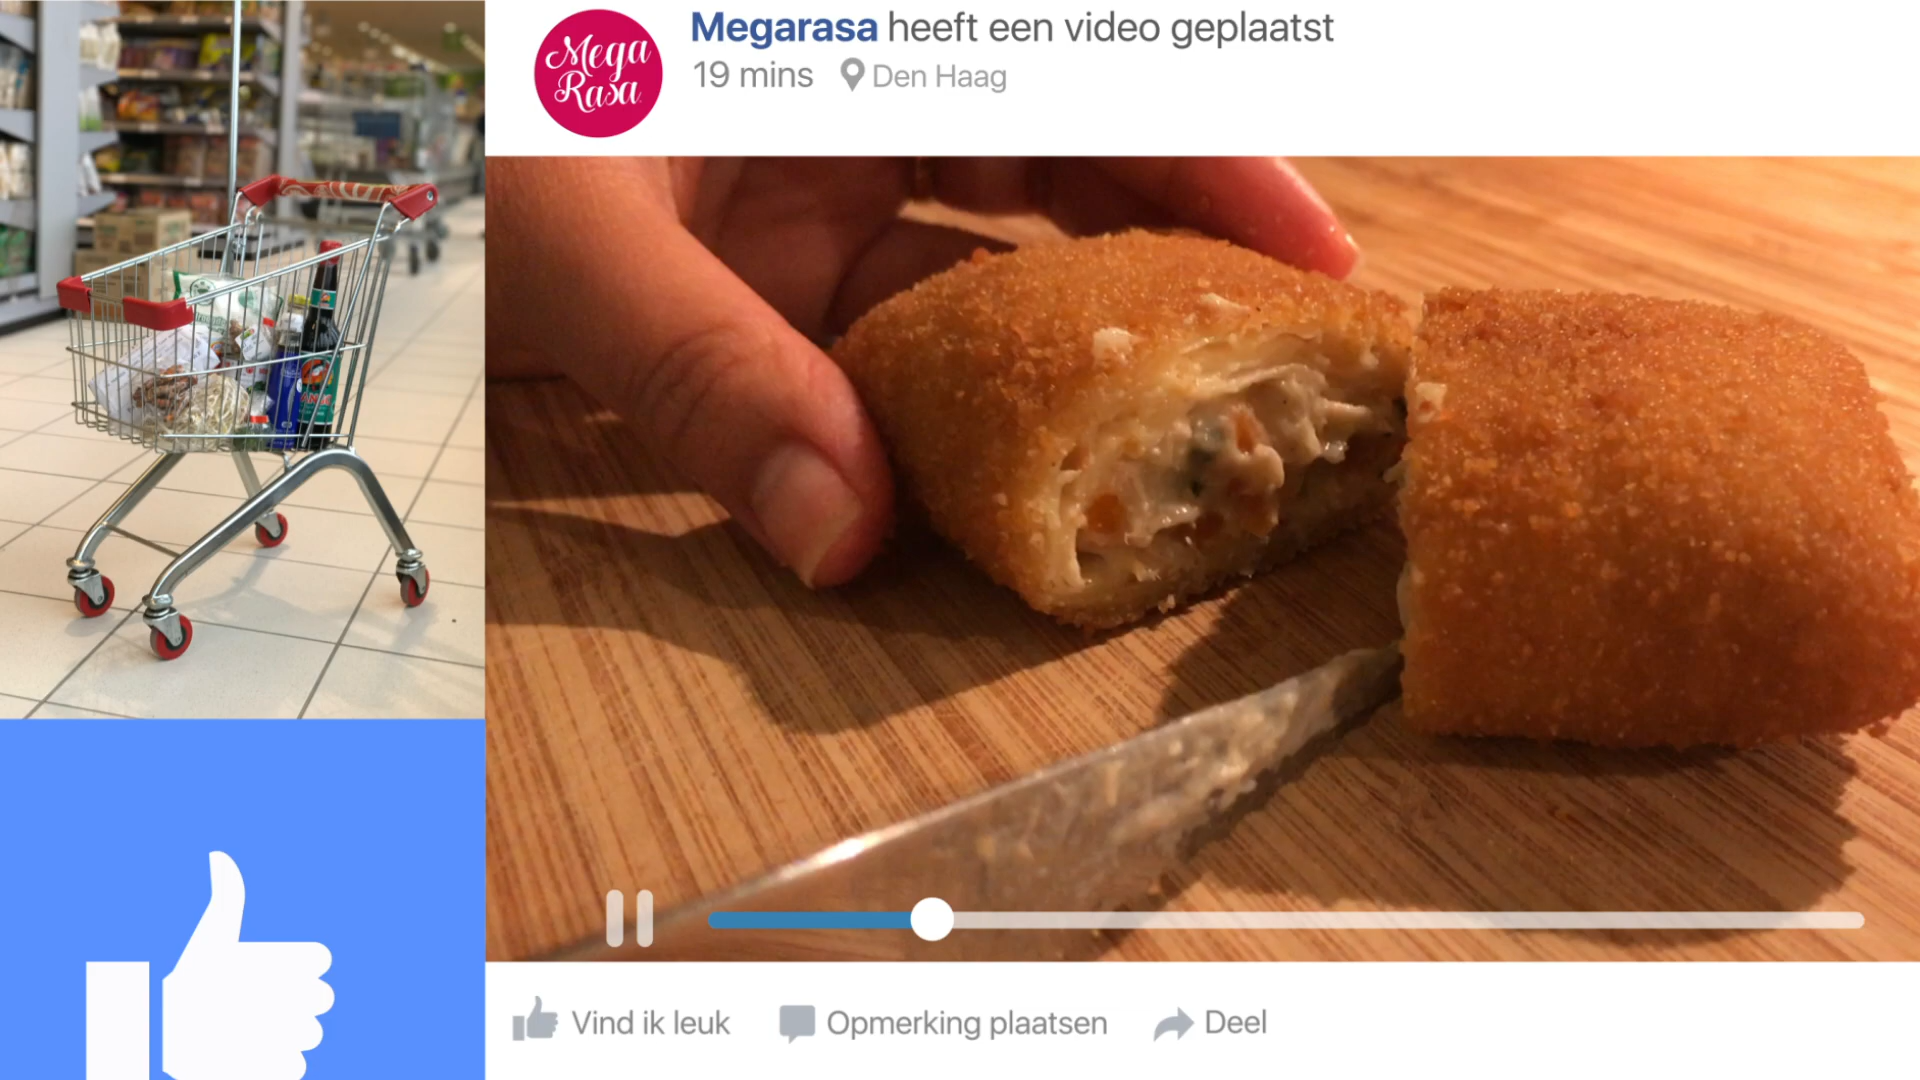 Mega
Rasa
Megarasa heeft een video geplaatst
19 mins Den Haag
Vind ik leuk Opmerking plaatsen Deel